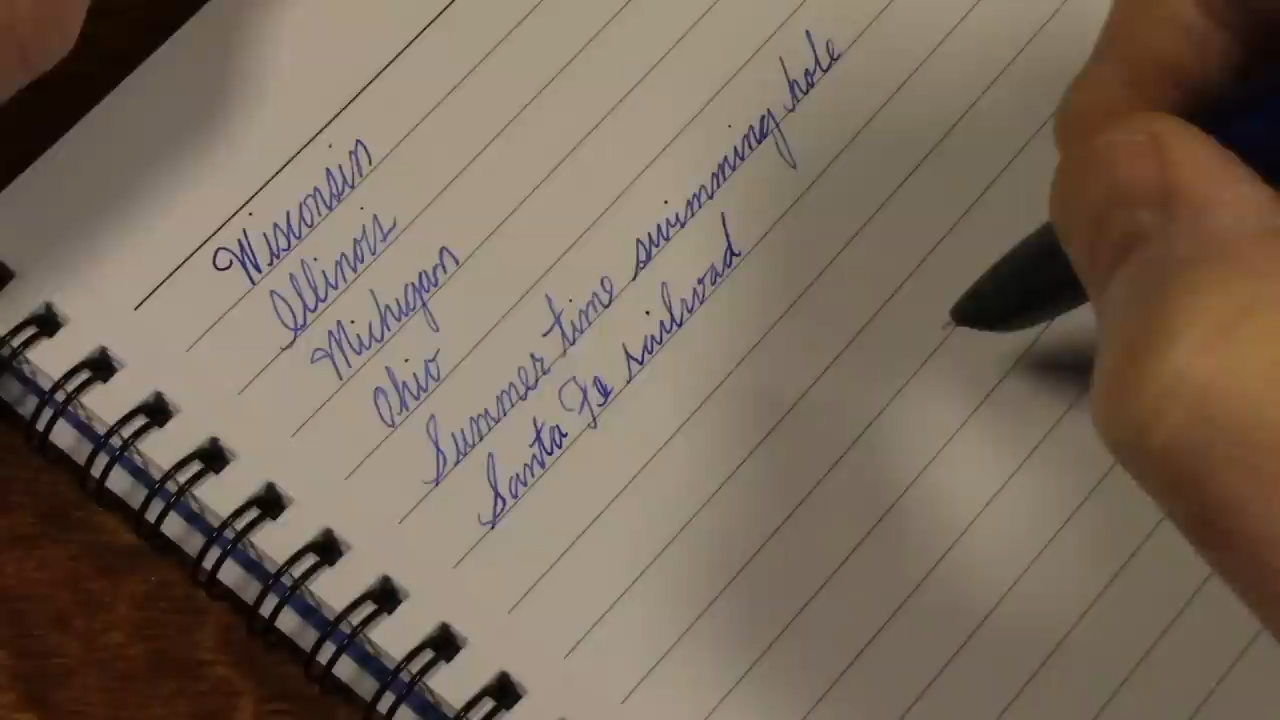 Wisconsin
Illinois
Michigan
Ohio
Summer time swimming hole
Santa Fe railroad